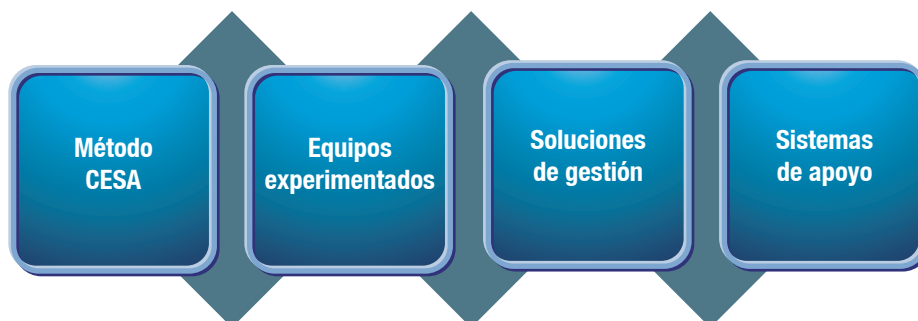 Método
CESA
Equipos
experimentados
Soluciones
de gestión
Sistemas
de apoyo